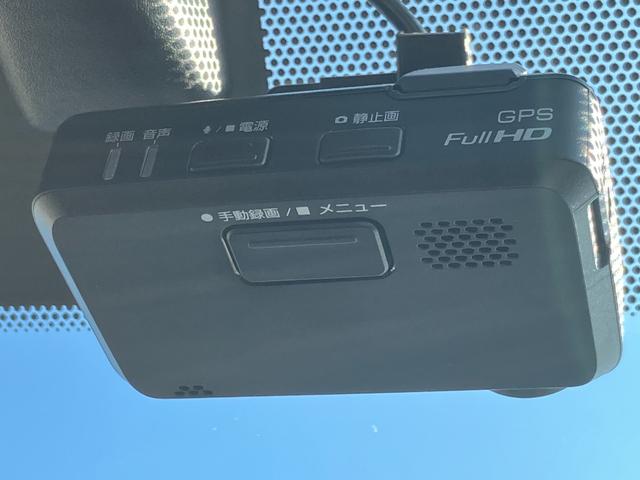 録画 音声 / ■ 電源 静止画 GPS
Full HD
● 手動録画 / ■ メニュー